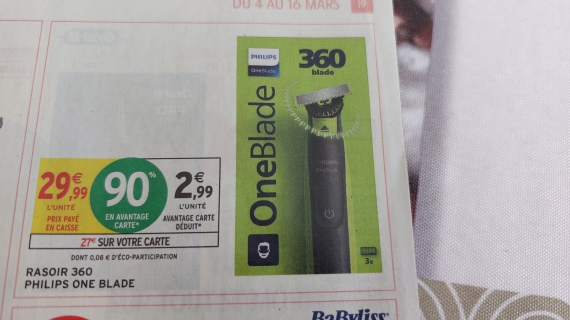 DU 4 AU 16 MARS 10
PHILIPS
OneBlade
360
blade
OneBlade
29€,99
L'UNITÉ
PRIX PAYÉ
EN CAISSE
90%
EN AVANTAGE
CARTE*
2€,99
L'UNITÉ
AVANTAGE CARTE
DÉDUIT*
27€ SUR VOTRE CARTE
DONT 0,08 € D'ÉCO-PARTICIPATION
RASOIR 360
PHILIPS ONE BLADE
PHILIPS
3x
BaByliss